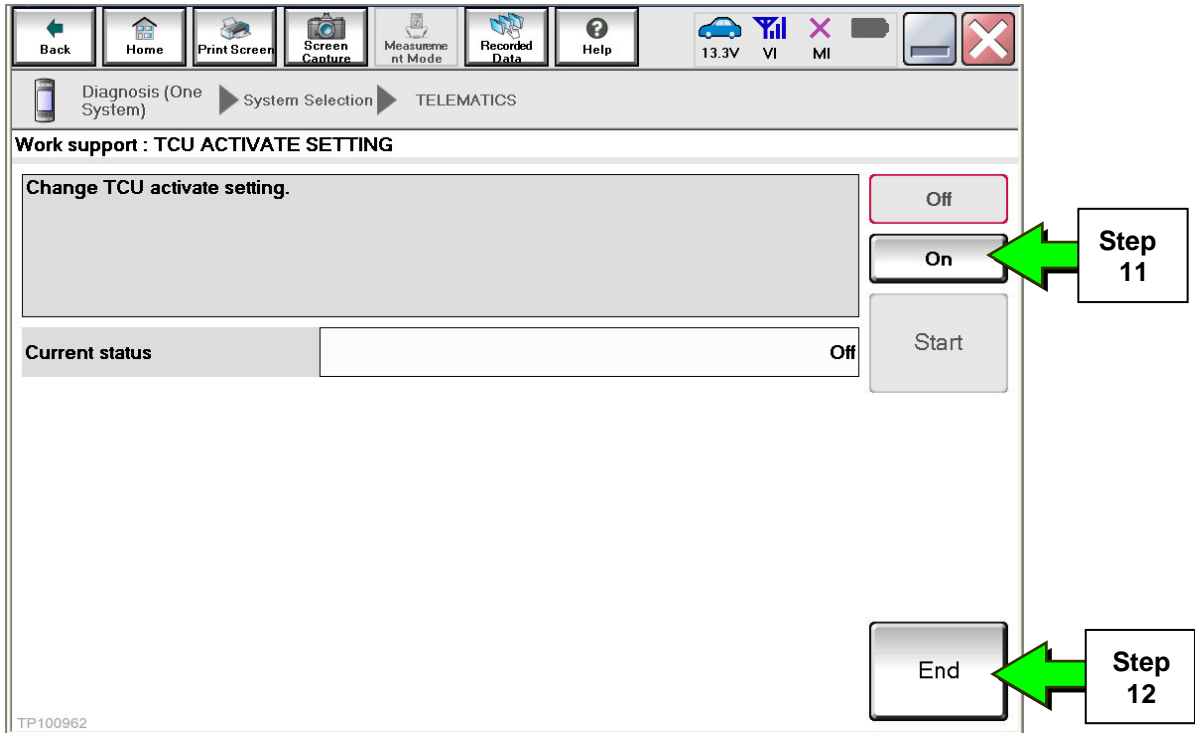 Back
Home
Print Screen
Screen
Capture
Measureme
nt Mode
Recorded
Data
Help
13.3V
VI
MI
Diagnosis (One
System)
System Selection
TELEMATICS
Work support : TCU ACTIVATE SETTING
Change TCU activate setting.
Off
On
Step
11
Current status
Off
Start
End
Step
12
TP100962